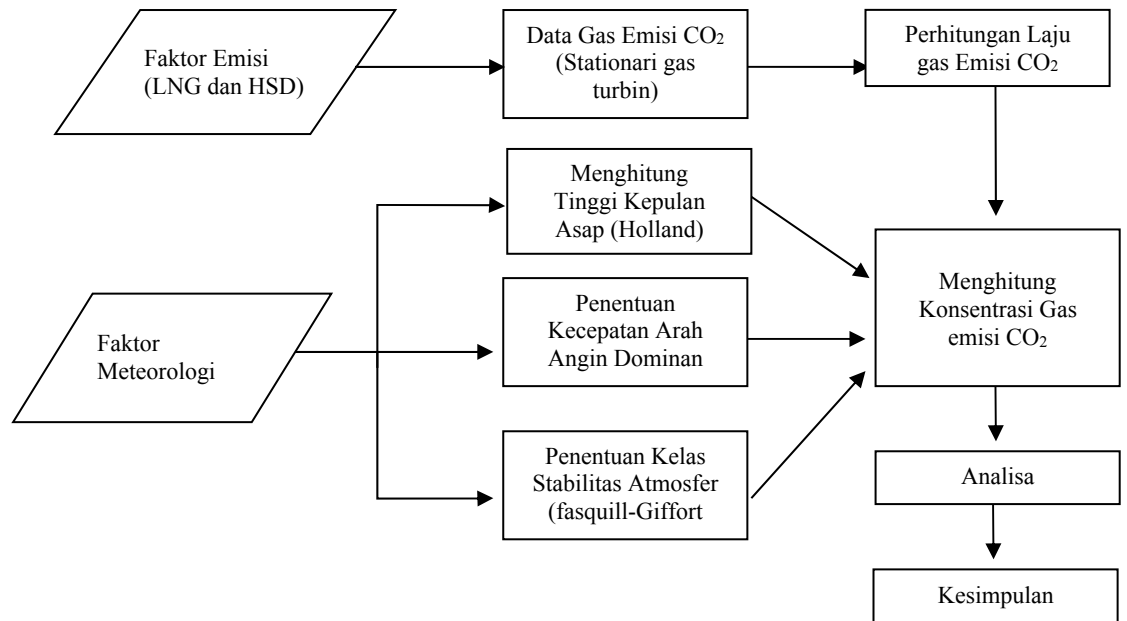 Faktor Emisi
(LNG dan HSD)
Data Gas Emisi CO₂
(Stationari gas
turbin)
Perhitungan Laju
gas Emisi CO₂
Menghitung
Tinggi Kepulan
Asap (Holland)
Faktor
Meteorologi
Penentuan
Kecepatan Arah
Angin Dominan
Penentuan Kelas
Stabilitas Atmosfer
(fasquill-Giffort
Menghitung
Konsentrasi Gas
emisi CO₂
Analisa
Kesimpulan